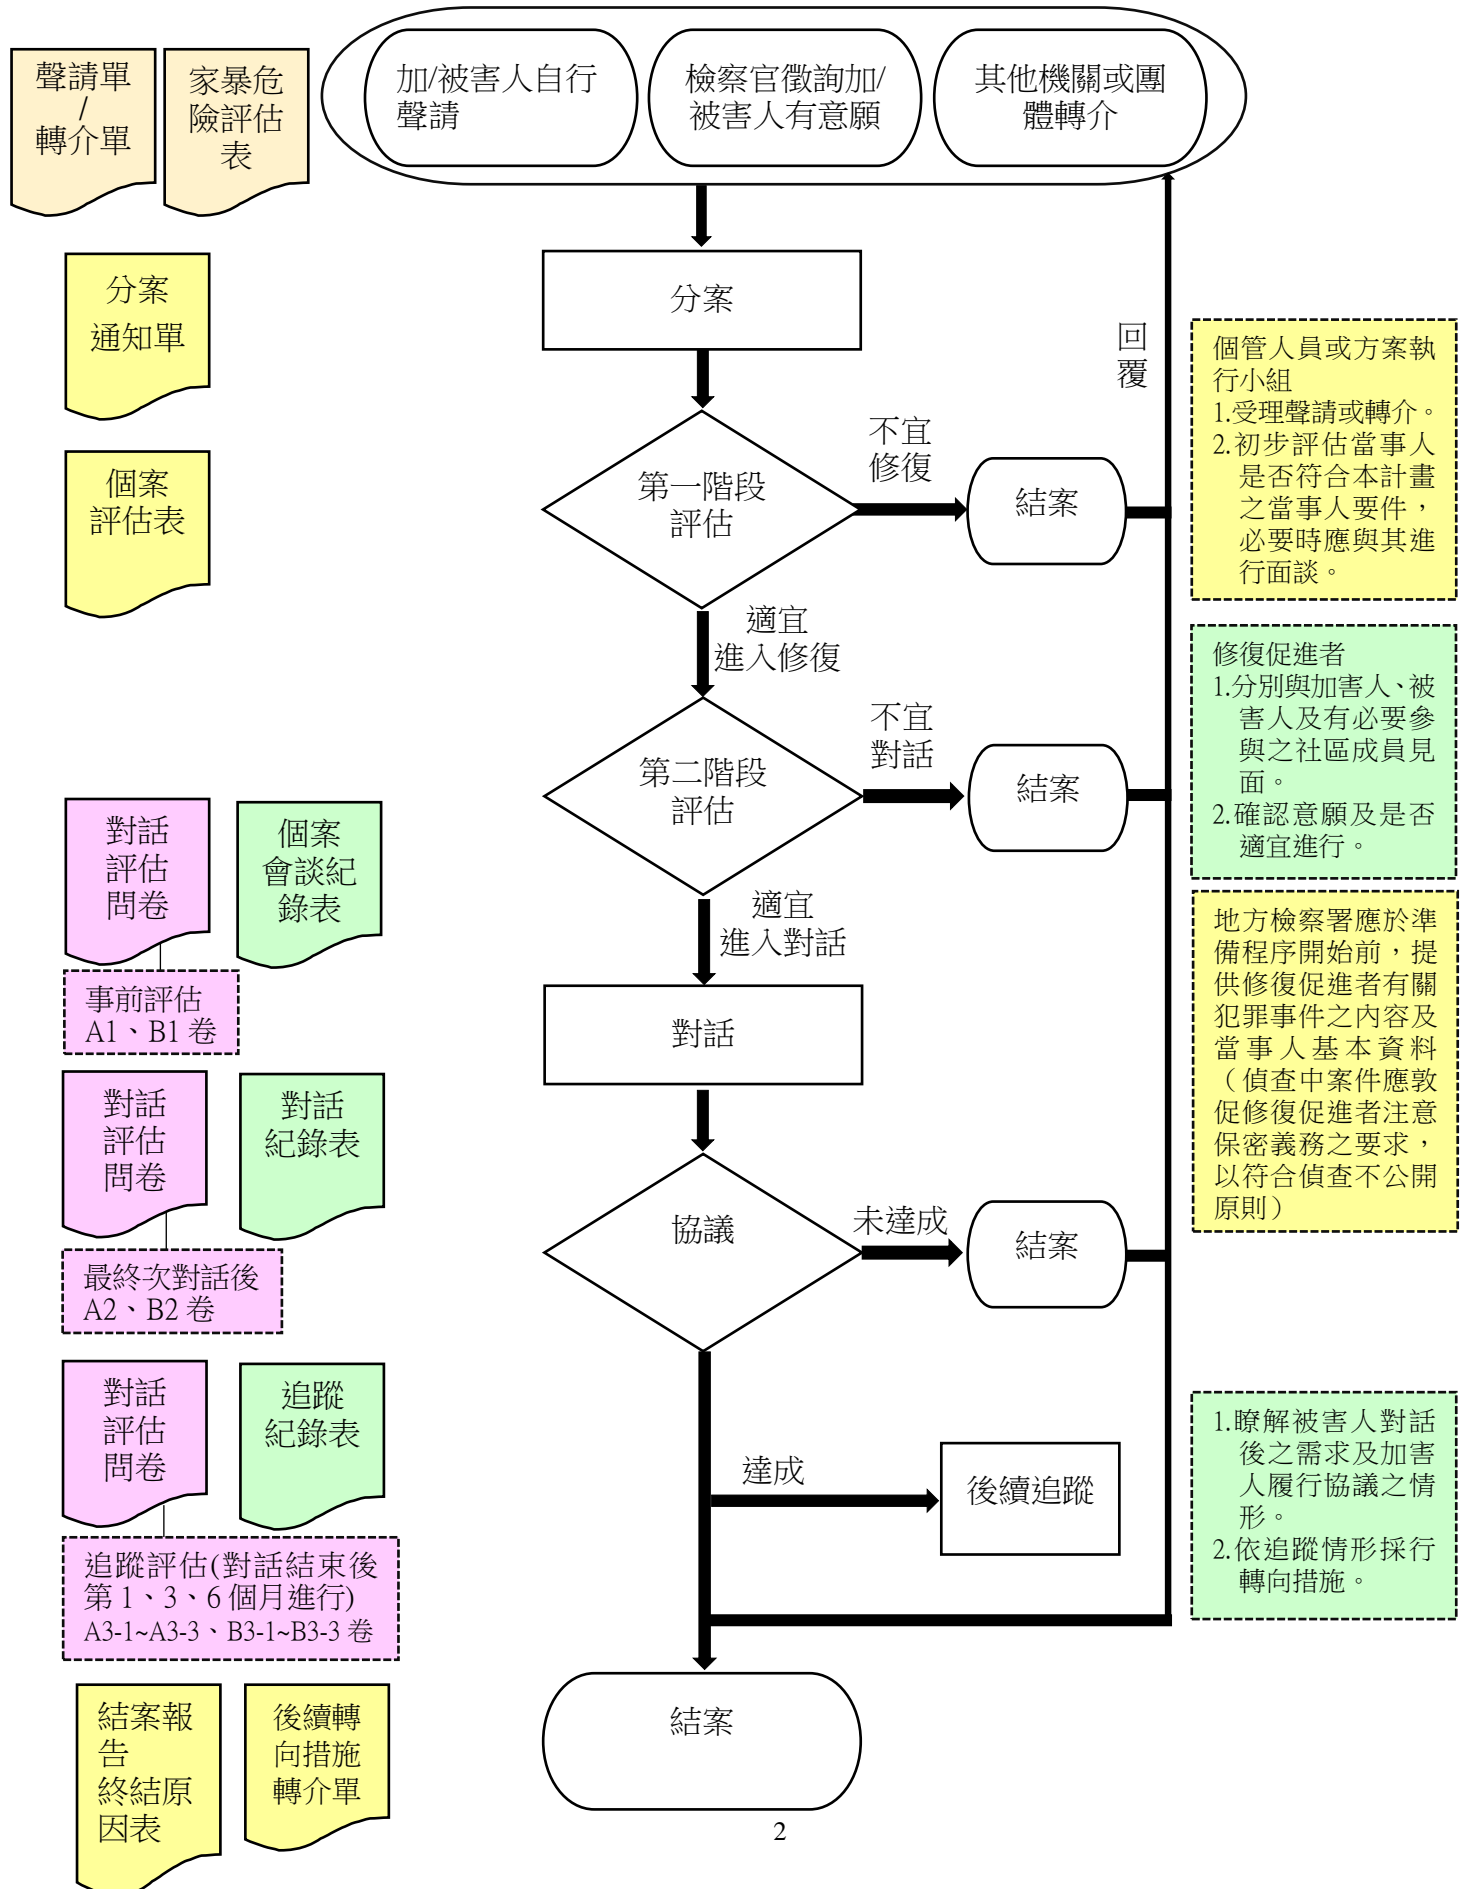 聲請單
/
轉介單
家暴危
險評估
表
加/被害人自行
聲請
檢察官徵詢加/
被害人有意願
其他機關或團
體轉介
分案
通知單
分案
回
覆
個案
評估表
第一階段
評估
不宜
修復
結案
個管人員或方案執
行小組
1.受理聲請或轉介。
2.初步評估當事人
是否符合本計畫
之當事人要件，
必要時應與其進
行面談。
適宜
進入修復
修復促進者
1.分別與加害人、被
害人及有必要參
與之社區成員見
面。
2.確認意願及是否
適宜進行。
第二階段
評估
不宜
對話
結案
對話
評估
問卷
個案
會談紀
錄表
事前評估
A1、B1 卷
適宜
進入對話
地方檢察署應於準
備程序開始前，提
供修復促進者有關
犯罪事件之內容及
當事人基本資料
（偵查中案件應敦
促修復促進者注意
保密義務之要求，
以符合偵查不公開
原則）
對話
對話
評估
問卷
對話
紀錄表
最終次對話後
A2、B2 卷
協議
未達成
結案
對話
評估
問卷
追蹤
紀錄表
追蹤評估(對話結束後
第 1、3、6 個月進行)
A3-1~A3-3、B3-1~B3-3 卷
達成
後續追蹤
1.瞭解被害人對話
後之需求及加害
人履行協議之情
形。
2.依追蹤情形採行
轉向措施。
結案報
告
終結原
因表
後續轉
向措施
轉介單
結案
2